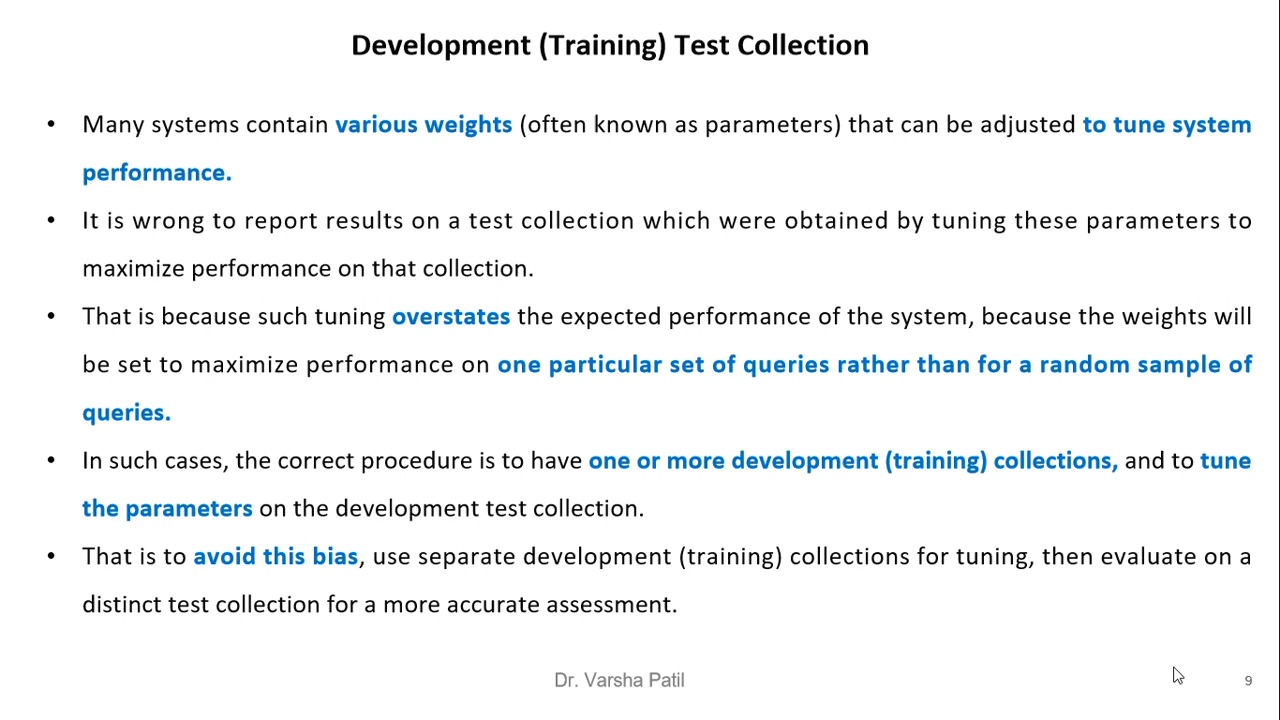 Development (Training) Test Collection
• Many systems contain various weights (often known as parameters) that can be adjusted to tune system
performance.
• It is wrong to report results on a test collection which were obtained by tuning these parameters to
maximize performance on that collection.
• That is because such tuning overstates the expected performance of the system, because the weights will
be set to maximize performance on one particular set of queries rather than for a random sample of
queries.
• In such cases, the correct procedure is to have one or more development (training) collections, and to tune
the parameters on the development test collection.
• That is to avoid this bias, use separate development (training) collections for tuning, then evaluate on a
distinct test collection for a more accurate assessment.
Dr. Varsha Patil
9